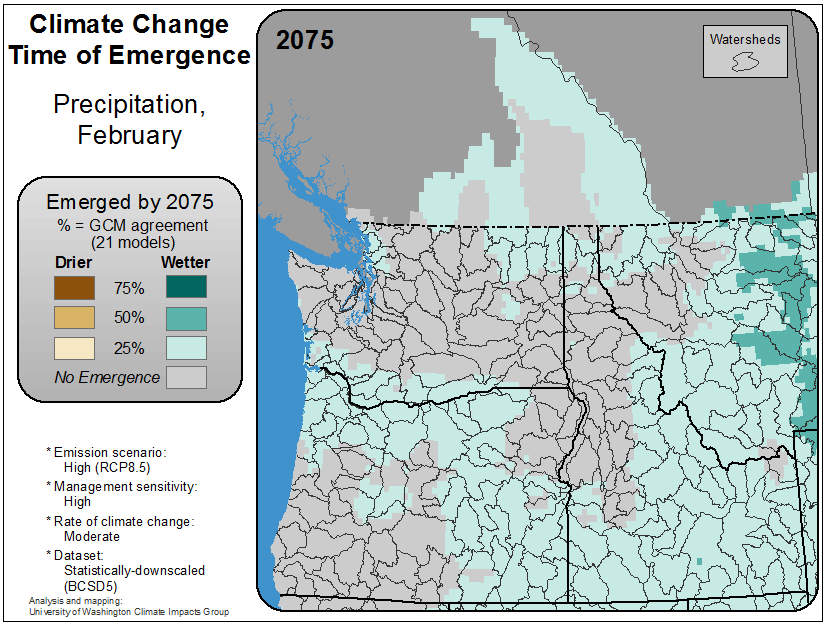 Climate Change
Time of Emergence
Precipitation,
February
Emerged by 2075
% = GCM agreement
(21 models)
Drier Wetter
75%
50%
25%
No Emergence
* Emission scenario:
High (RCP8.5)
* Management sensitivity:
High
* Rate of climate change:
Moderate
* Dataset:
Statistically-downscaled
(BCSD5)
Analysis and mapping:
University of Washington Climate Impacts Group
2075
Watersheds